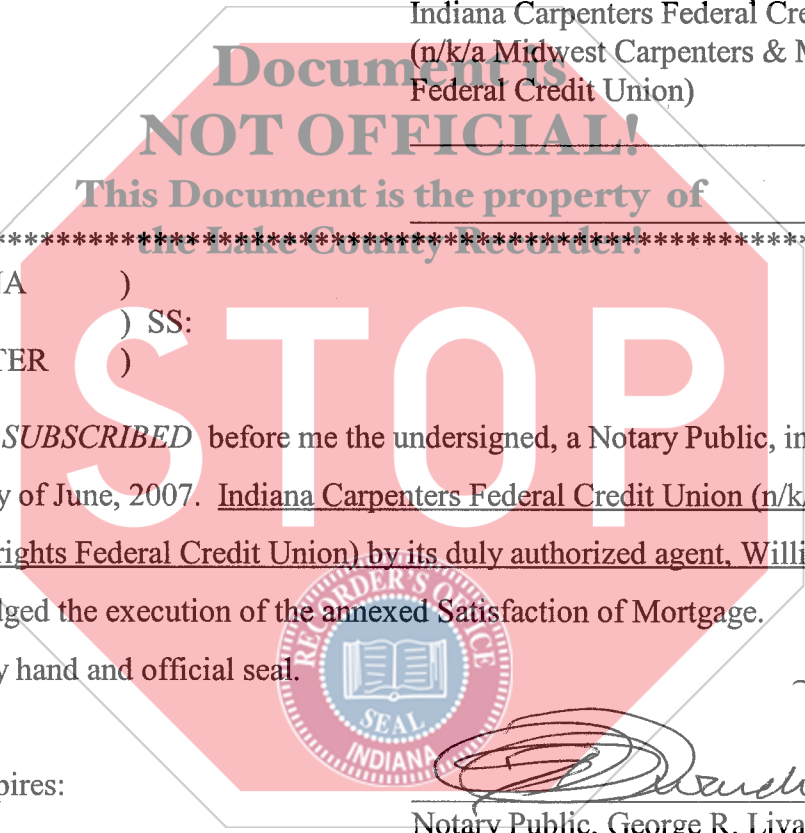 Indiana Carpenters Federal Cre
(n/k/a Midwest Carpenters & M
Federal Credit Union)
Document is
NOT OFFICIAL!
This Document is the property of
the Lake County Recorder!
************************************************************
NA )
) SS:
TER )
STOP
SUBSCRIBED before me the undersigned, a Notary Public, in
y of June, 2007. Indiana Carpenters Federal Credit Union (n/k/
rights Federal Credit Union) by its duly authorized agent, Willi
dged the execution of the annexed Satisfaction of Mortgage.
y hand and official seal.
RECORDER'S OFFICE
SEAL
INDIANA
pires:
Notary Public, George R. Liva